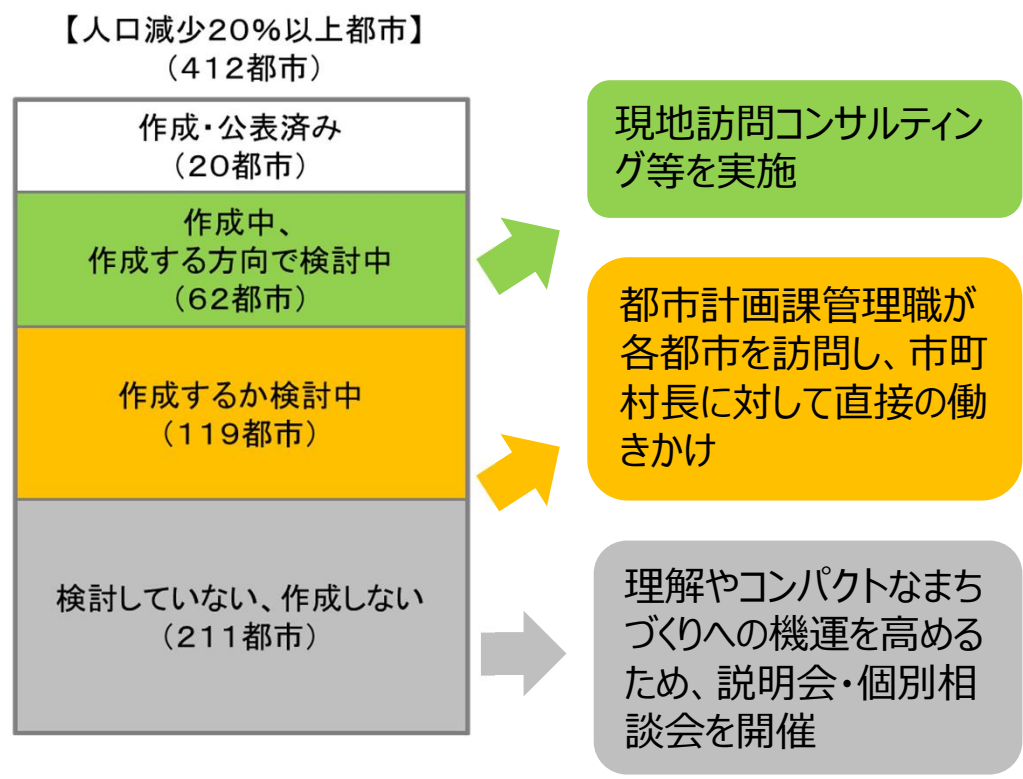 【人口減少20%以上都市】
（412都市）
作成・公表済み
（20都市）
作成中、
作成する方向で検討中
（62都市）
作成するか検討中
（119都市）
検討していない、作成しない
（211都市）
現地訪問コンサルティン
グ等を実施
都市計画課管理職が
各都市を訪問し、市町
村長に対して直接の働
きかけ
理解やコンパクトなまち
づくりへの機運を高める
ため、説明会・個別相
談会を開催